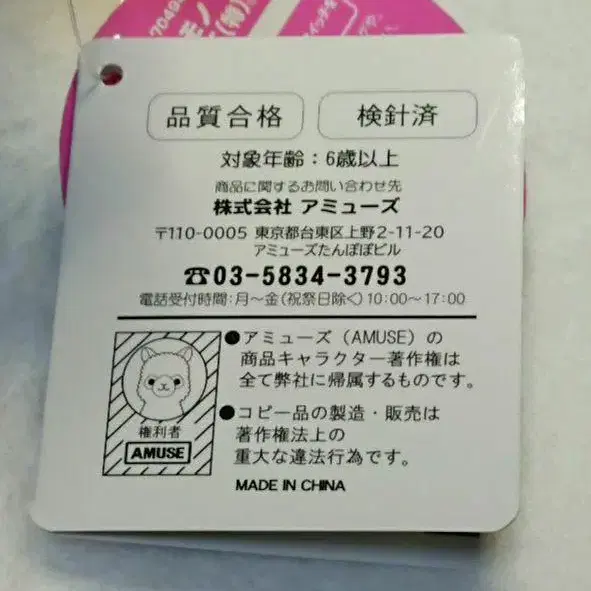 品質合格
検針済
対象年齢：6歳以上
商品に関するお問い合わせ先
株式会社 アミューズ
〒110-0005 東京都台東区上野2-11-20
アミューズたんぽぽビル
☎03-5834-3793
電話受付時間：月～金（祝祭日除く）10:00～17:00
●アミューズ（AMUSE）の
商品キャラクター著作権は
全て弊社に帰属するものです。
●コピー品の製造・販売は
著作権法上の
重大な違法行為です。
権利者
AMUSE
MADE IN CHINA